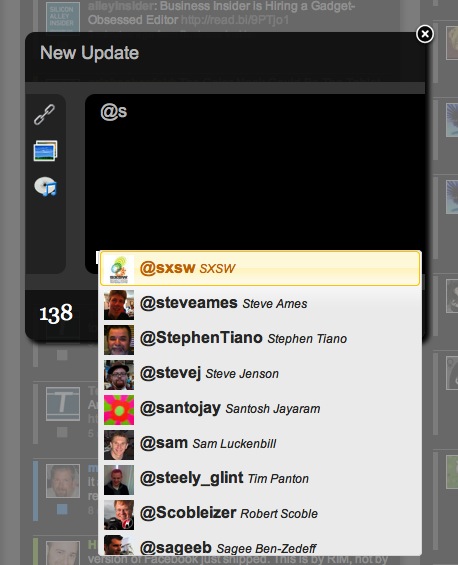 alleyinsider: Business Insider is Hiring a Gadget-
Obsessed Editor http://read.bi/9PTjo1
New Update
@s
138
@sxsw SXSW
@steveames Steve Ames
@StephenTiano Stephen Tiano
@stevej Steve Jenson
@santojay Santosh Jayaram
@sam Sam Luckenbill
@steely_glint Tim Panton
@Scobleizer Robert Scoble
@sageeb Sagee Ben-Zedeff
version of Facebook just shipped. This is by RIM, not by